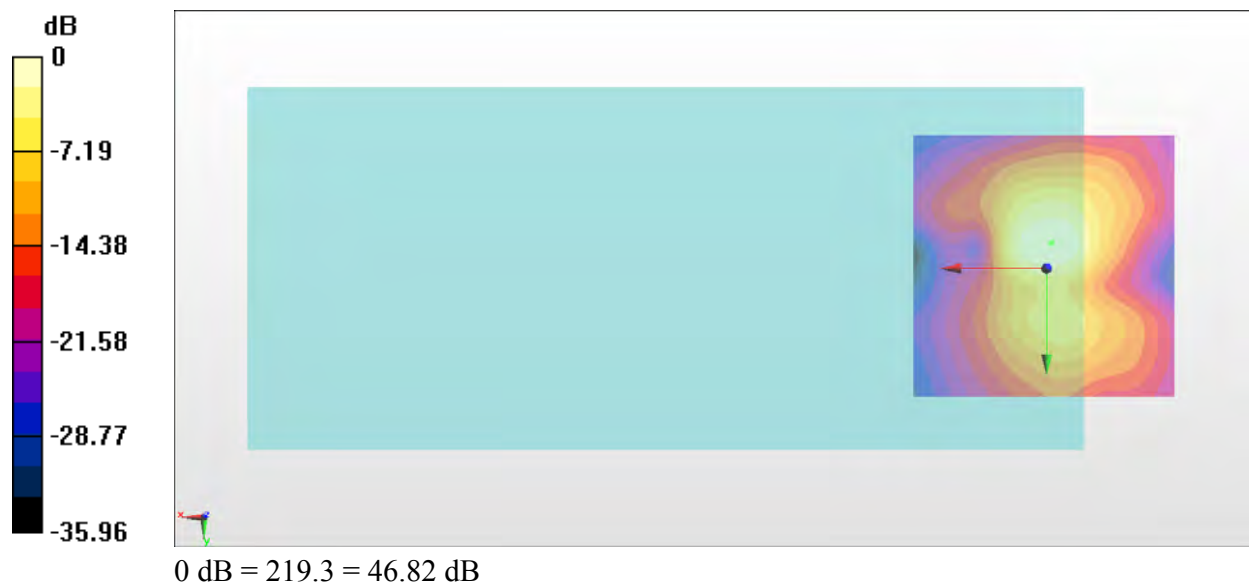 dB
0
-7.19
-14.38
-21.58
-28.77
-35.96
x
z
y
0 dB = 219.3 = 46.82 dB